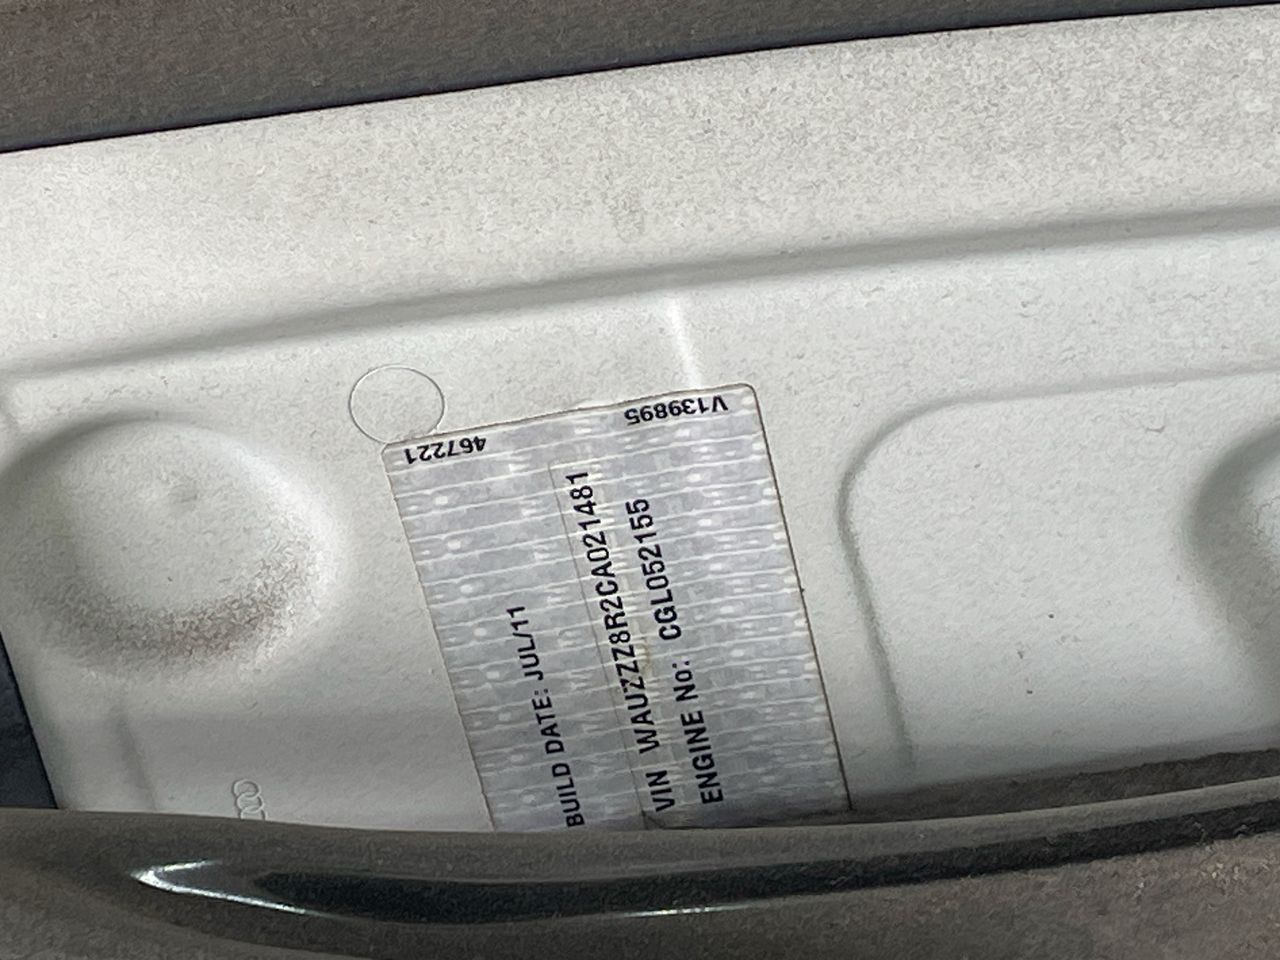 467221
V139895
BUILD DATE: JUL/11
VIN WAUZZZ8R2CA021481
ENGINE No: CGL052155